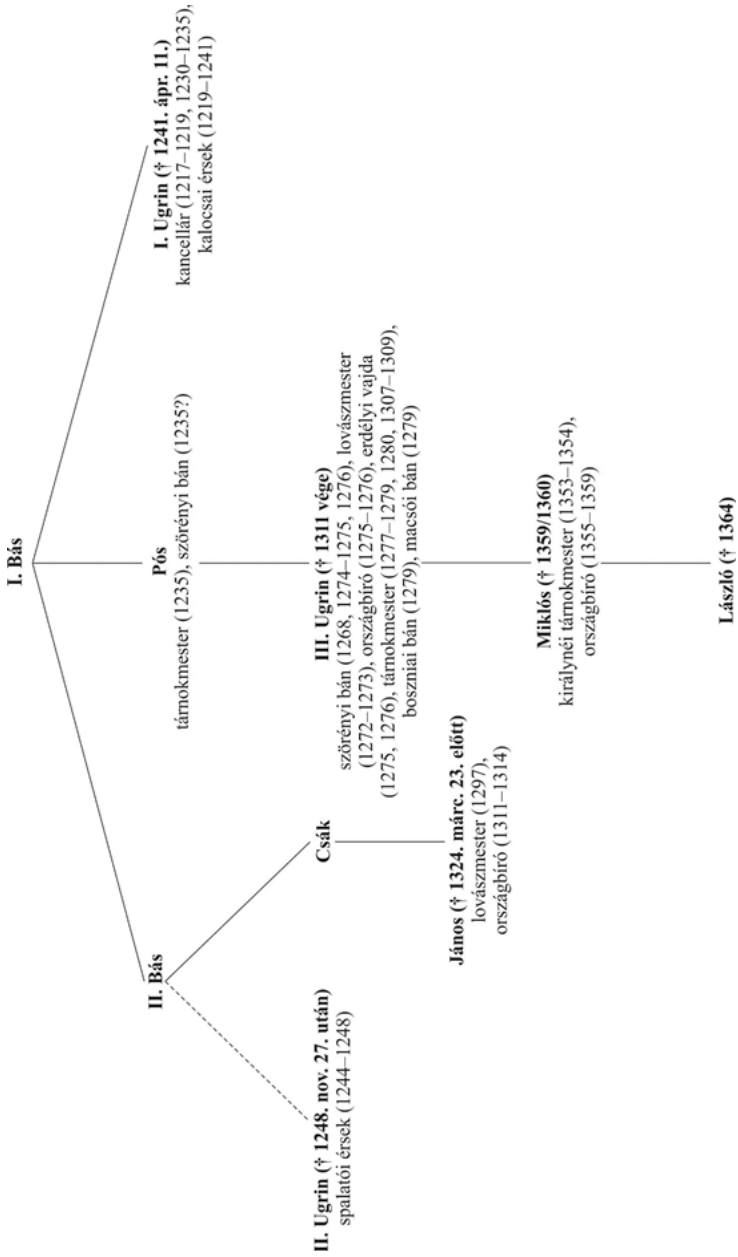 I. Bás
II. Bás
Pós
tárnokmester (1235), szörényi bán (1235?)
I. Ugrin († 1241. ápr. 11.)
kancellár (1217–1219, 1230–1235),
kalocsai érsek (1219–1241)
II. Ugrin († 1248. nov. 27. után)
spalatói érsek (1244–1248)
Csák
III. Ugrin († 1311 vége)
szörényi bán (1268, 1274–1275, 1276), lovászmester
(1272–1273), országbíró (1275–1276), erdélyi vajda
(1275, 1276), tárnokmester (1277–1279, 1280, 1307–1309),
boszniai bán (1279), macsói bán (1279)
János († 1324. márc. 23. előtt)
lovászmester (1297),
országbíró (1311–1314)
Miklós († 1359/1360)
királynéi tárnokmester (1353–1354),
országbíró (1355–1359)
László († 1364)